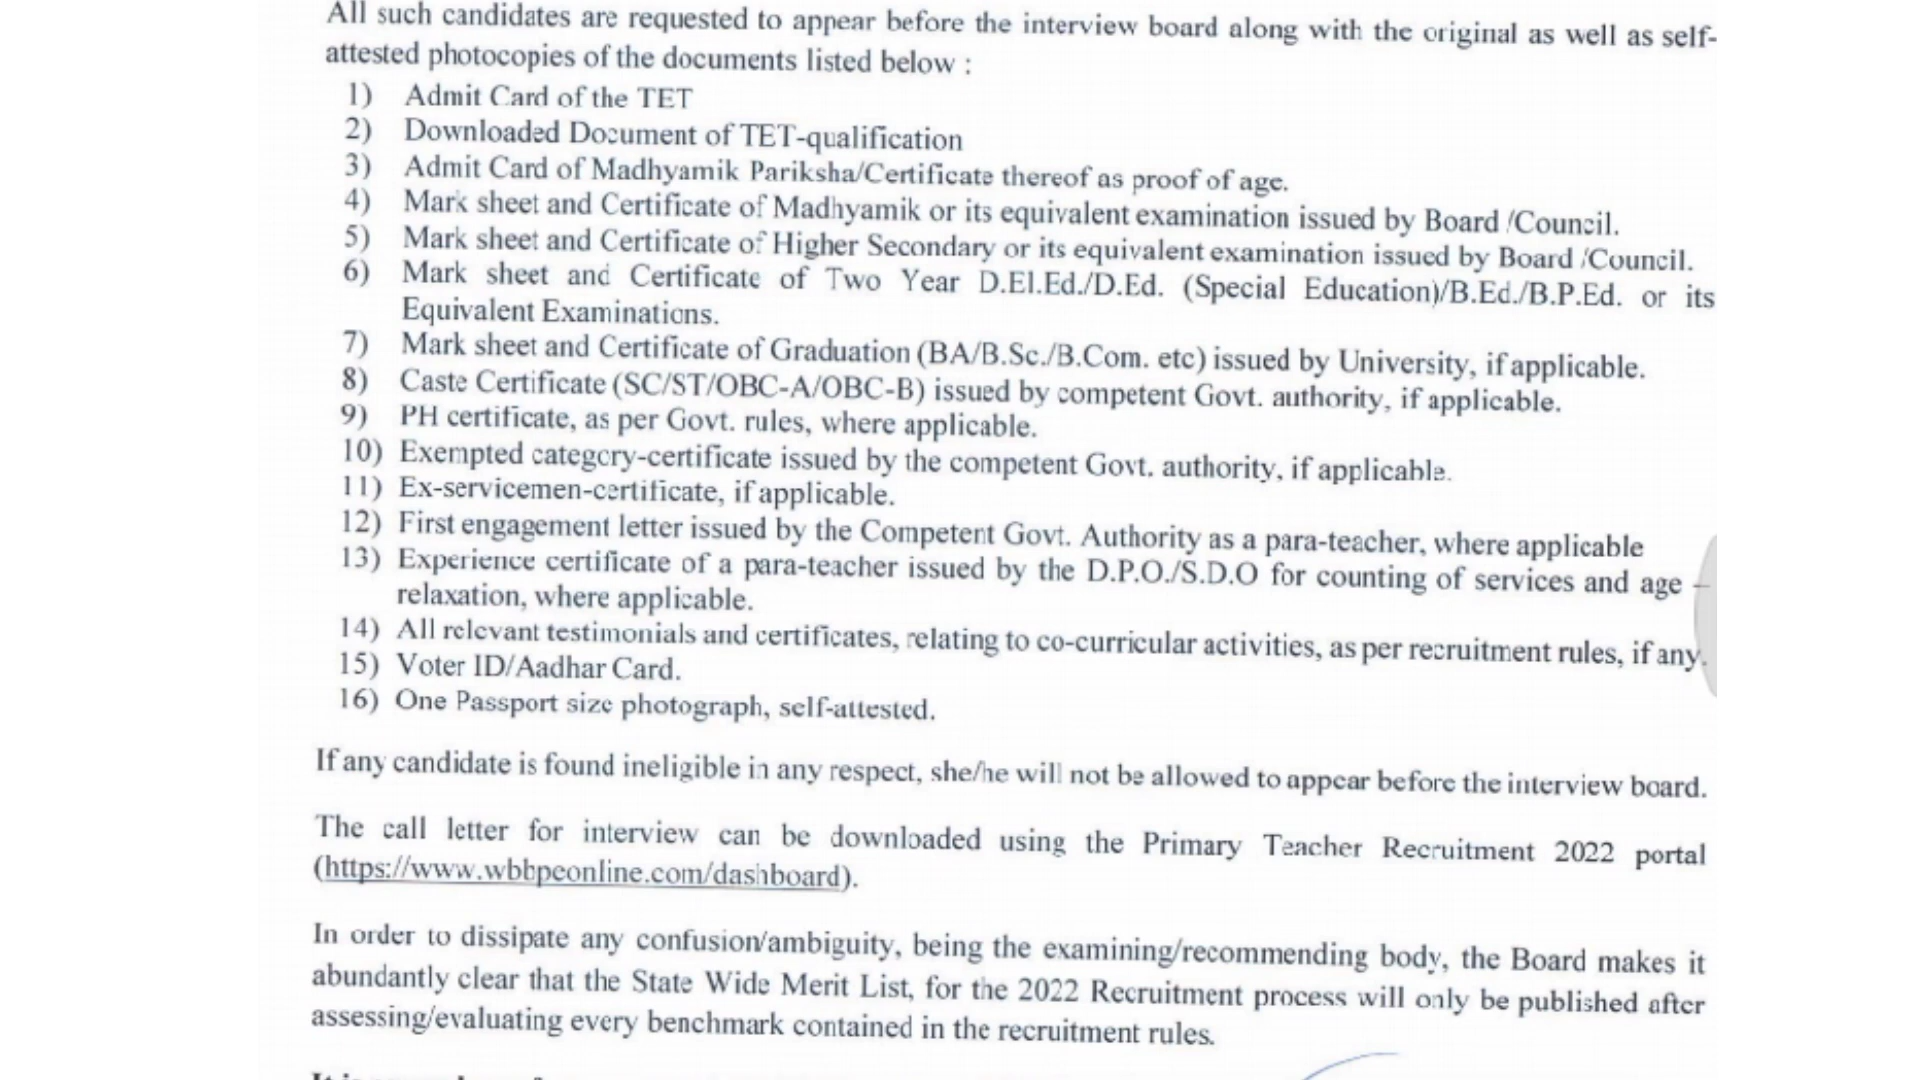 All such candidates are requested to appear before the interview board along with the original as well as self-
attested photocopies of the documents listed below :
1) Admit Card of the TET
2) Downloaded Document of TET-qualification
3) Admit Card of Madhyamik Pariksha/Certificate thereof as proof of age.
4) Mark sheet and Certificate of Madhyamik or its equivalent examination issued by Board /Council.
5) Mark sheet and Certificate of Higher Secondary or its equivalent examination issued by Board /Council.
6) Mark sheet and Certificate of Two Year D.El.Ed./D.Ed. (Special Education)/B.Ed./B.P.Ed. or its
Equivalent Examinations.
7) Mark sheet and Certificate of Graduation (BA/B.Sc./B.Com. etc) issued by University, if applicable.
8) Caste Certificate (SC/ST/OBC-A/OBC-B) issued by competent Govt. authority, if applicable.
9) PH certificate, as per Govt. rules, where applicable.
10) Exempted category-certificate issued by the competent Govt. authority, if applicable.
11) Ex-servicemen-certificate, if applicable.
12) First engagement letter issued by the Competent Govt. Authority as a para-teacher, where applicable
13) Experience certificate of a para-teacher issued by the D.P.O./S.D.O for counting of services and age –
relaxation, where applicable.
14) All relevant testimonials and certificates, relating to co-curricular activities, as per recruitment rules, if any.
15) Voter ID/Aadhar Card.
16) One Passport size photograph, self-attested.
If any candidate is found ineligible in any respect, she/he will not be allowed to appear before the interview board.
The call letter for interview can be downloaded using the Primary Teacher Recruitment 2022 portal
(https://www.wbbpeonline.com/dashboard).
In order to dissipate any confusion/ambiguity, being the examining/recommending body, the Board makes it
abundantly clear that the State Wide Merit List, for the 2022 Recruitment process will only be published after
assessing/evaluating every benchmark contained in the recruitment rules.